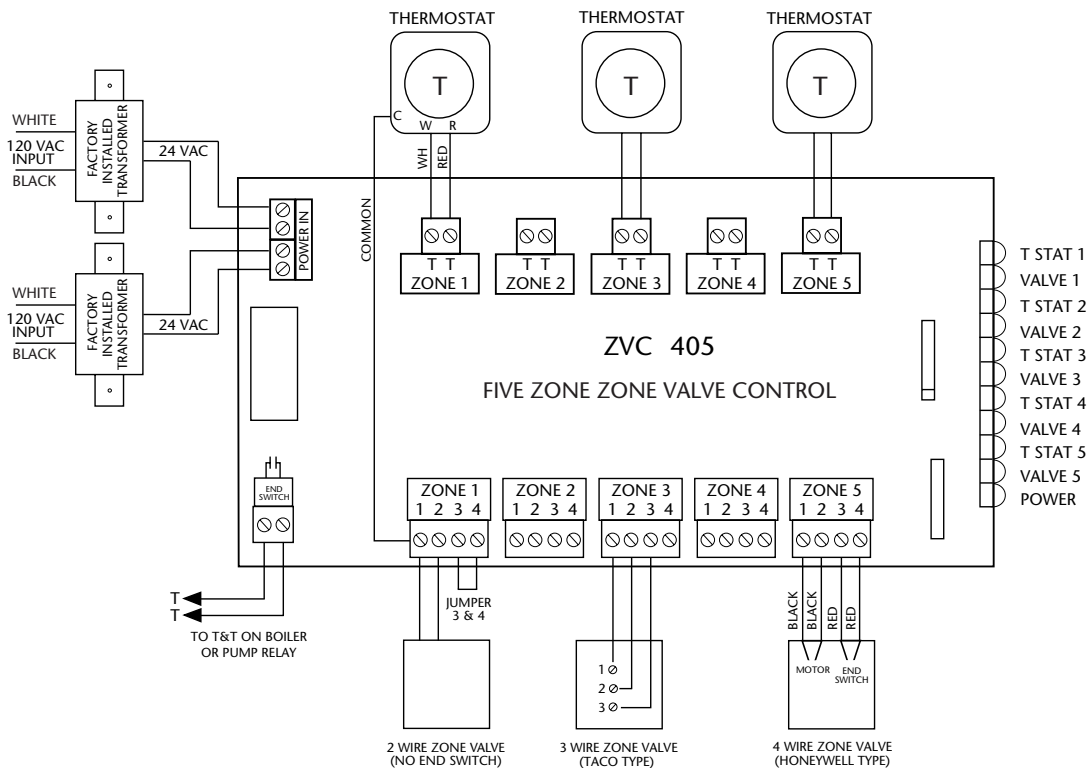 THERMOSTAT
THERMOSTAT
THERMOSTAT
T
T
T
C
W R
WH
RED
COMMON
WHITE
120 VAC
INPUT
BLACK
FACTORY
INSTALLED
TRANSFORMER
24 VAC
WHITE
120 VAC
INPUT
BLACK
FACTORY
INSTALLED
TRANSFORMER
24 VAC
POWER IN
T T
ZONE 1
T T
ZONE 2
T T
ZONE 3
T T
ZONE 4
T T
ZONE 5
ZVC 405
FIVE ZONE ZONE VALVE CONTROL
T STAT 1
VALVE 1
T STAT 2
VALVE 2
T STAT 3
VALVE 3
T STAT 4
VALVE 4
T STAT 5
VALVE 5
POWER
END
SWITCH
T
T
TO T&T ON BOILER
OR PUMP RELAY
ZONE 1
1 2 3 4
ZONE 2
1 2 3 4
ZONE 3
1 2 3 4
ZONE 4
1 2 3 4
ZONE 5
1 2 3 4
JUMPER
3 & 4
2 WIRE ZONE VALVE
(NO END SWITCH)
1
2
3
3 WIRE ZONE VALVE
(TACO TYPE)
BLACK
BLACK
RED
RED
MOTOR
END
SWITCH
4 WIRE ZONE VALVE
(HONEYWELL TYPE)